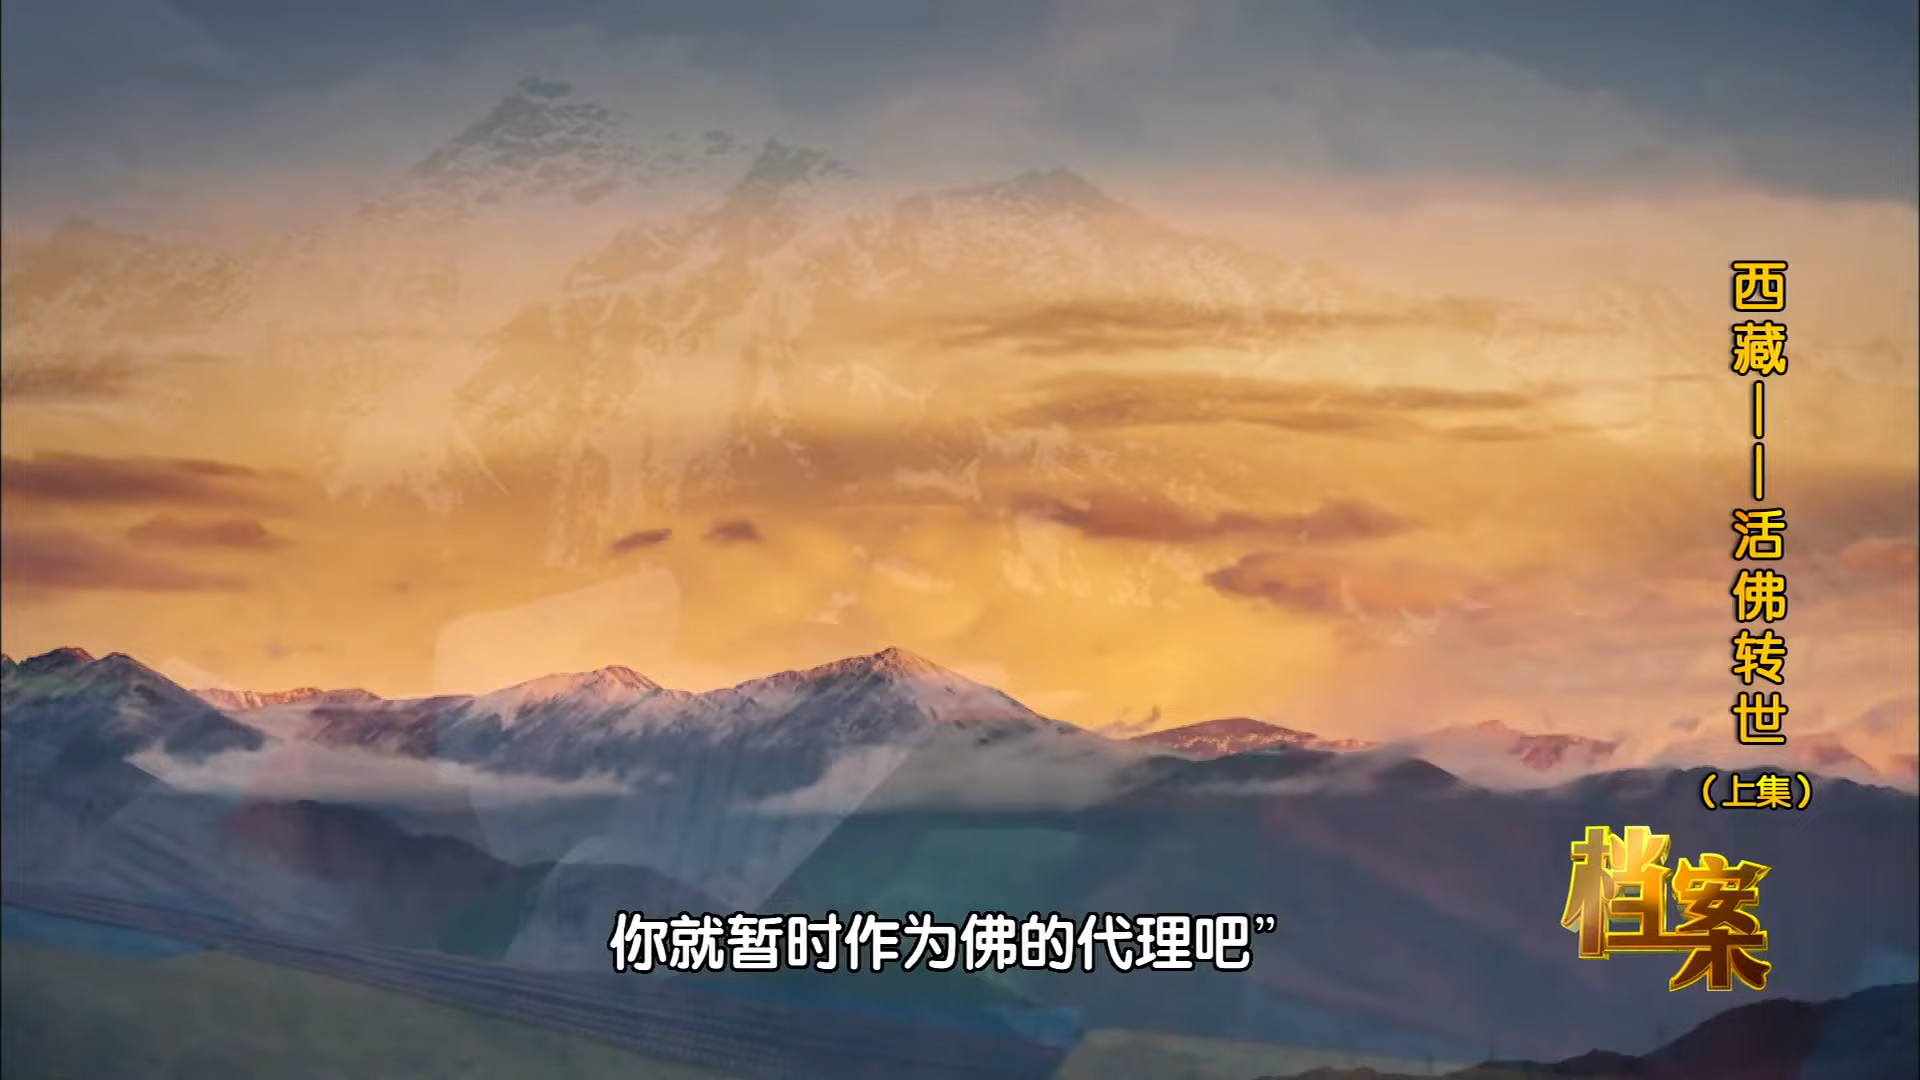 西藏——活佛转世
（上集）
档案
你就暂时作为佛的代理吧”